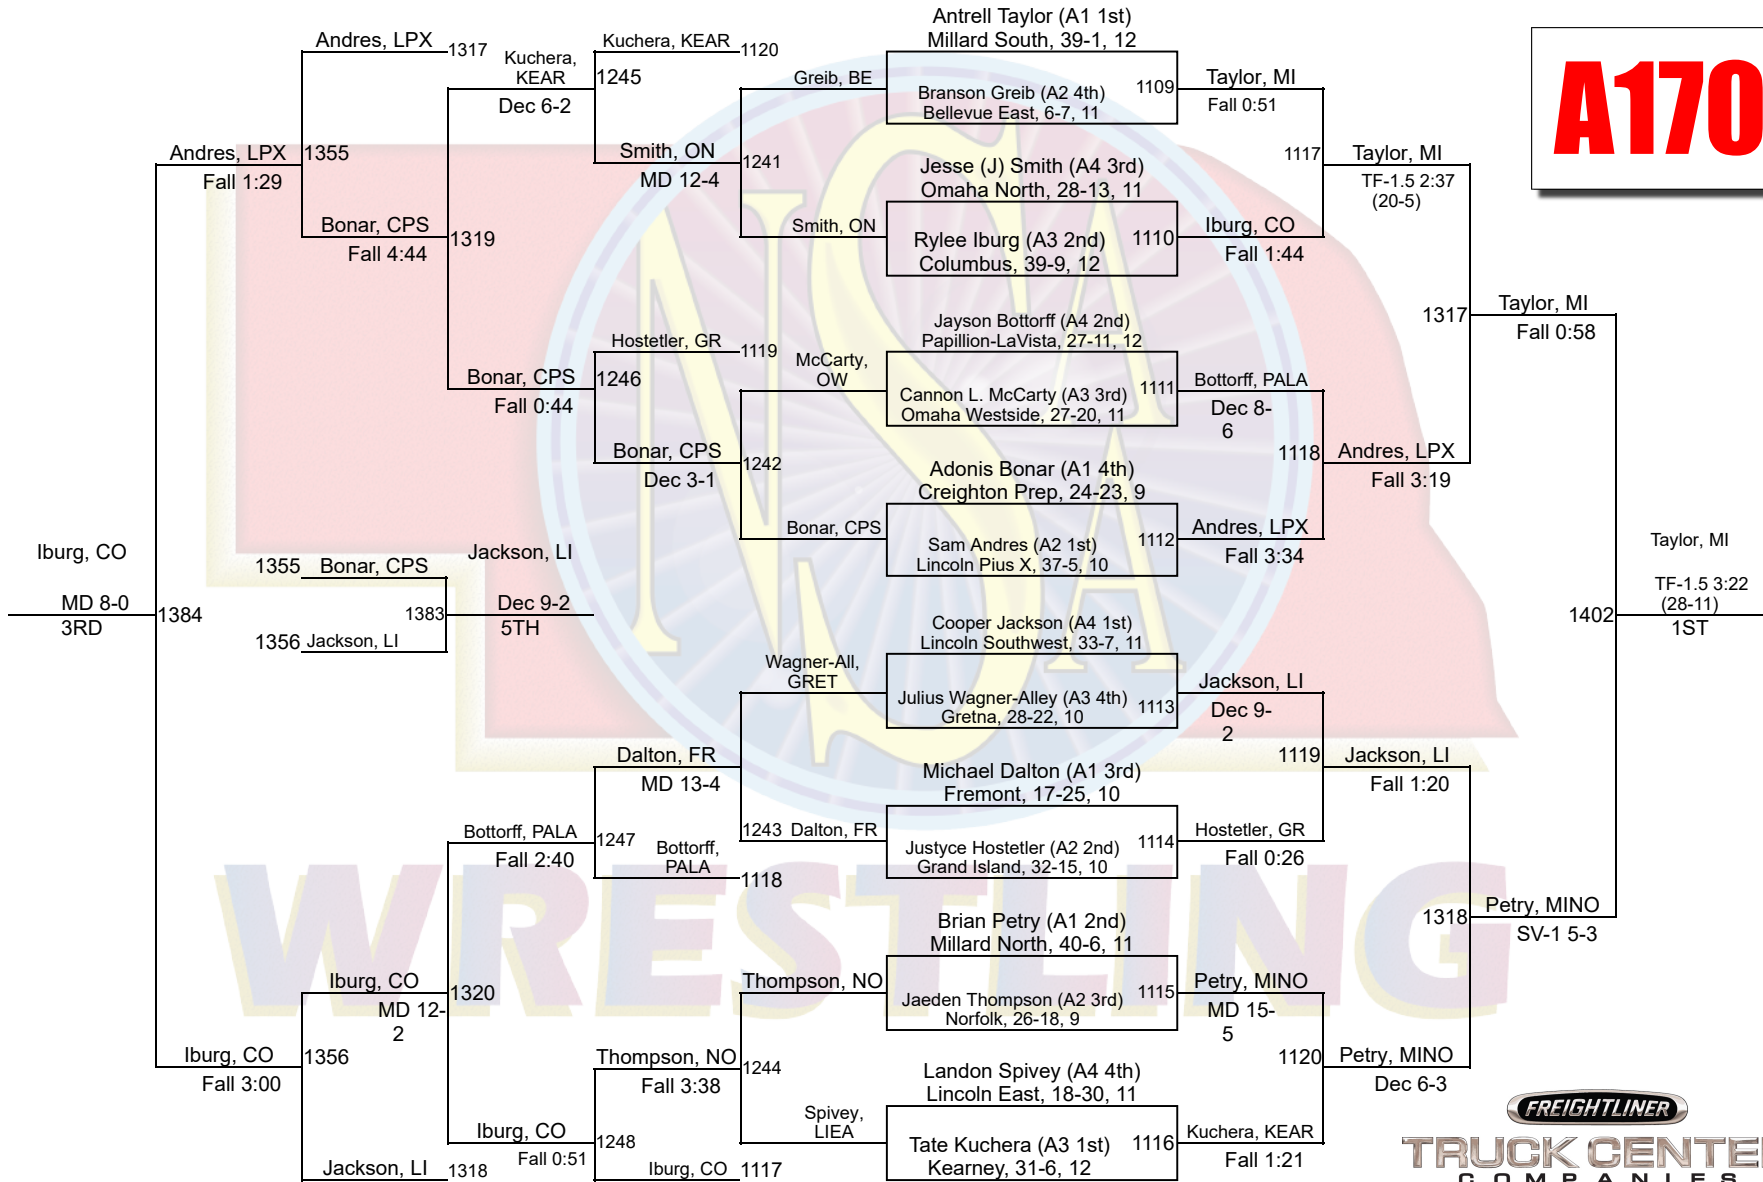 Antrell Taylor (A1 1st)
Millard South, 39-1, 12
Branson Greib (A2 4th)
Bellevue East, 6-7, 11
1109
Jesse (J) Smith (A4 3rd)
Omaha North, 28-13, 11
Rylee Iburg (A3 2nd)
Columbus, 39-9, 12
1110
Jayson Bottorff (A4 2nd)
Papillion-LaVista, 27-11, 12
Cannon L. McCarty (A3 3rd)
Omaha Westside, 27-20, 11
1111
Adonis Bonar (A1 4th)
Creighton Prep, 24-23, 9
Sam Andres (A2 1st)
Lincoln Pius X, 37-5, 10
1112
Cooper Jackson (A4 1st)
Lincoln Southwest, 33-7, 11
Julius Wagner-Alley (A3 4th)
Gretna, 28-22, 10
1113
Michael Dalton (A1 3rd)
Fremont, 17-25, 10
Justyce Hostetler (A2 2nd)
Grand Island, 32-15, 10
1114
Brian Petry (A1 2nd)
Millard North, 40-6, 11
Jaeden Thompson (A2 3rd)
Norfolk, 26-18, 9
1115
Landon Spivey (A4 4th)
Lincoln East, 18-30, 11
Tate Kuchera (A3 1st)
Kearney, 31-6, 12
1116
Taylor, MI
Fall 0:51
1117
Iburg, CO
Fall 1:44
Bottorff, PALA
Dec 8-
6
1118
Andres, LPX
Fall 3:34
Jackson, LI
Dec 9-
2
1119
Hostetler, GR
Fall 0:26
Petry, MINO
MD 15-
5
1120
Kuchera, KEAR
Fall 1:21
Taylor, MI
TF-1.5 2:37
(20-5)
1317
Andres, LPX
Fall 3:19
Jackson, LI
Fall 1:20
1318
Petry, MINO
Dec 6-3
Taylor, MI
Fall 0:58
1402
Petry, MINO
SV-1 5-3
Taylor, MI
TF-1.5 3:22
(28-11)
1ST
A170
Greib, BE
1241
Smith, ON
McCarty,
OW
1242
Bonar, CPS
Wagner-All,
GRET
1243
Dalton, FR
Thompson, NO
1244
Spivey,
LIEA
Kuchera, KEAR
1120
1245
Smith, ON
MD 12-4
Hostetler, GR
1119
1246
Bonar, CPS
Dec 3-1
Dalton, FR
MD 13-4
1247
Bottorff,
PALA
1118
Thompson, NO
Fall 3:38
1248
Iburg, CO
1117
Kuchera,
KEAR
Dec 6-2
1319
Bonar, CPS
Fall 0:44
Bottorff, PALA
Fall 2:40
1320
Iburg, CO
Fall 0:51
Andres, LPX
1317
1355
Bonar, CPS
Fall 4:44
Iburg, CO
MD 12-
2
1356
Jackson, LI
1318
Andres, LPX
Fall 1:29
1384
Iburg, CO
Fall 3:00
Iburg, CO
MD 8-0
3RD
1355
Bonar, CPS
1383
1356
Jackson, LI
Jackson, LI
Dec 9-2
5TH
NSAA
WRESTLING
FREIGHTLINER
TRUCK CENTE
COMPANIES